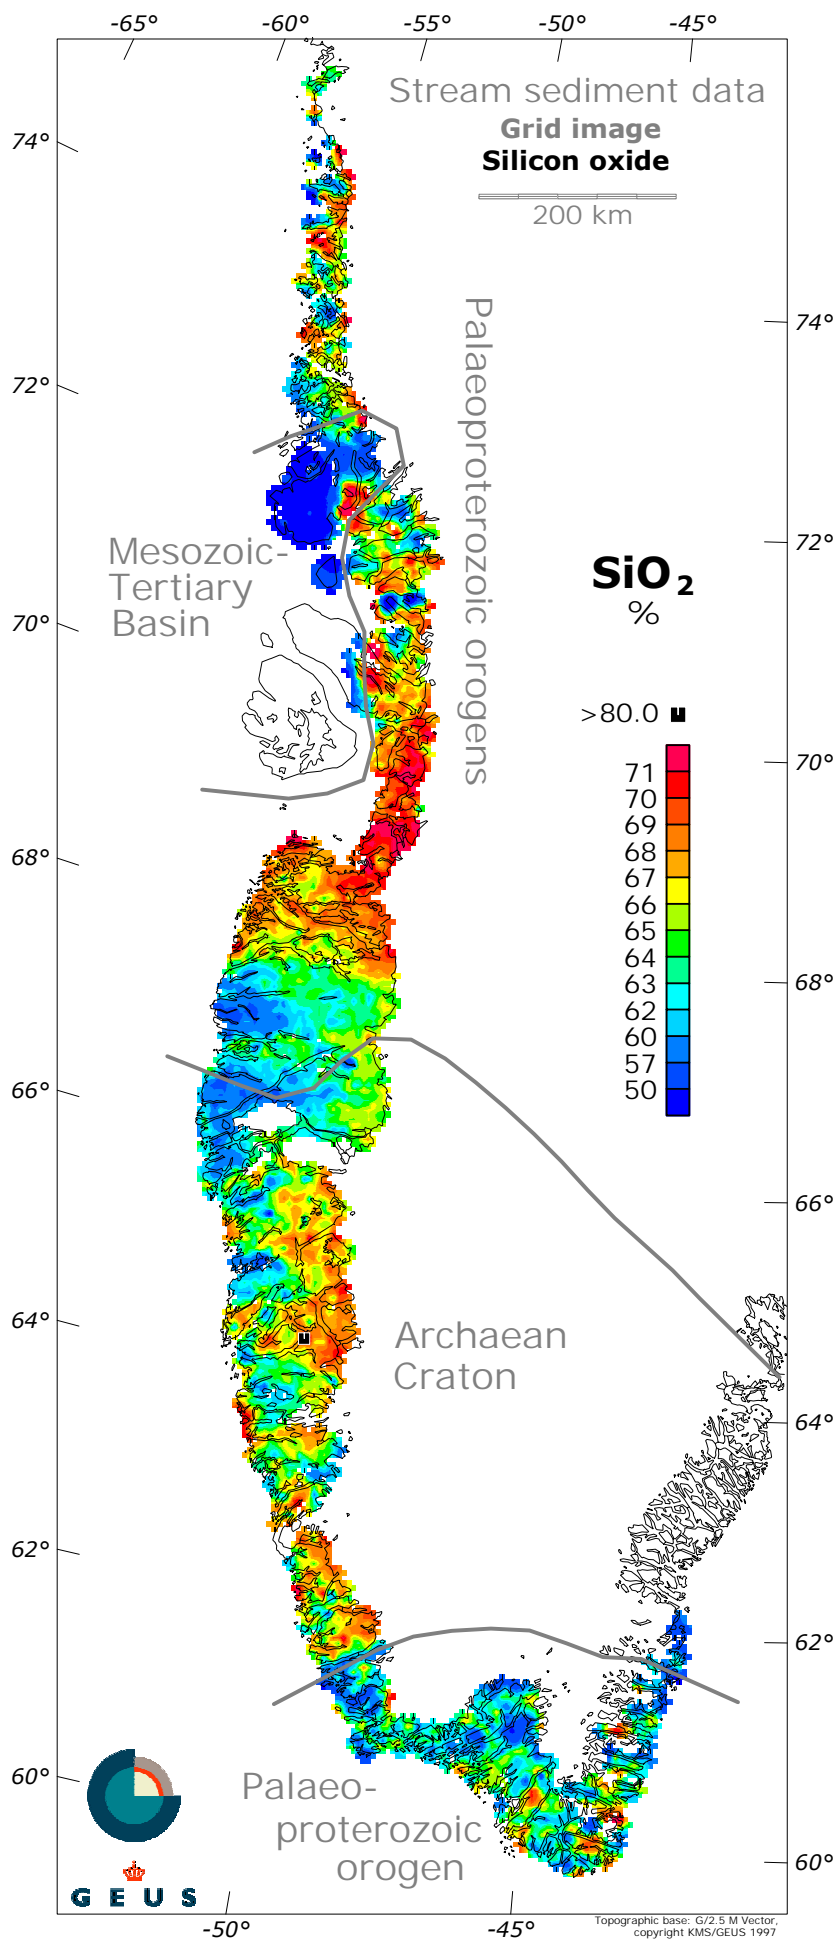 -65°
-60°
-55°
-50°
-45°
Stream sediment data
Grid image
Silicon oxide
200 km
74°
72°
70°
68°
66°
64°
62°
60°
74°
72°
70°
68°
66°
64°
62°
60°
Palaeoproterozoic orogens
Mesozoic-
Tertiary
Basin
SiO2
%
>80.0
71
70
69
68
67
66
65
64
63
62
60
57
50
Archaean
Craton
Palaeo-
proterozoic
orogen
G E U S
-50°
-45°
Topographic base: G/2.5 M Vector,
copyright KMS/GEUS 1997